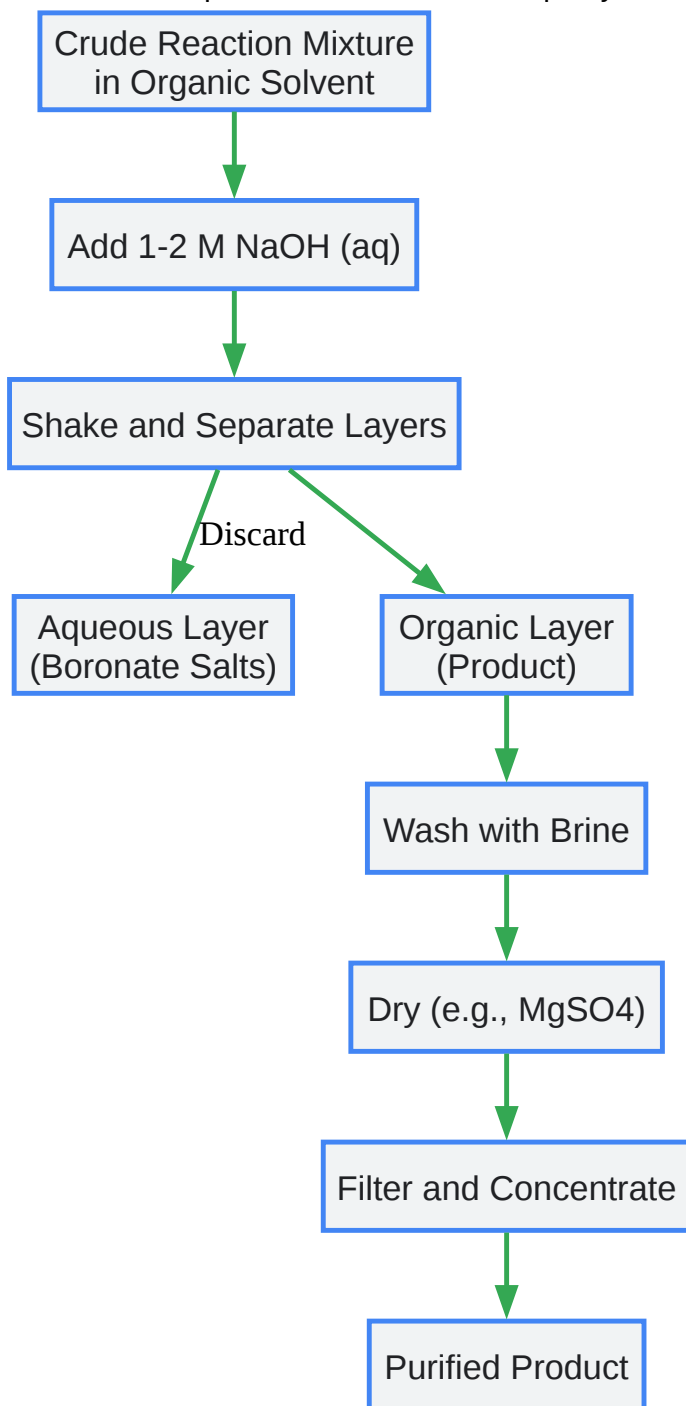 Crude Reaction Mixture
in Organic Solvent
Add 1-2 M NaOH (aq)
Shake and Separate Layers
Discard
Aqueous Layer
(Boronate Salts)
Organic Layer
(Product)
Wash with Brine
Dry (e.g., MgSO4)
Filter and Concentrate
Purified Product